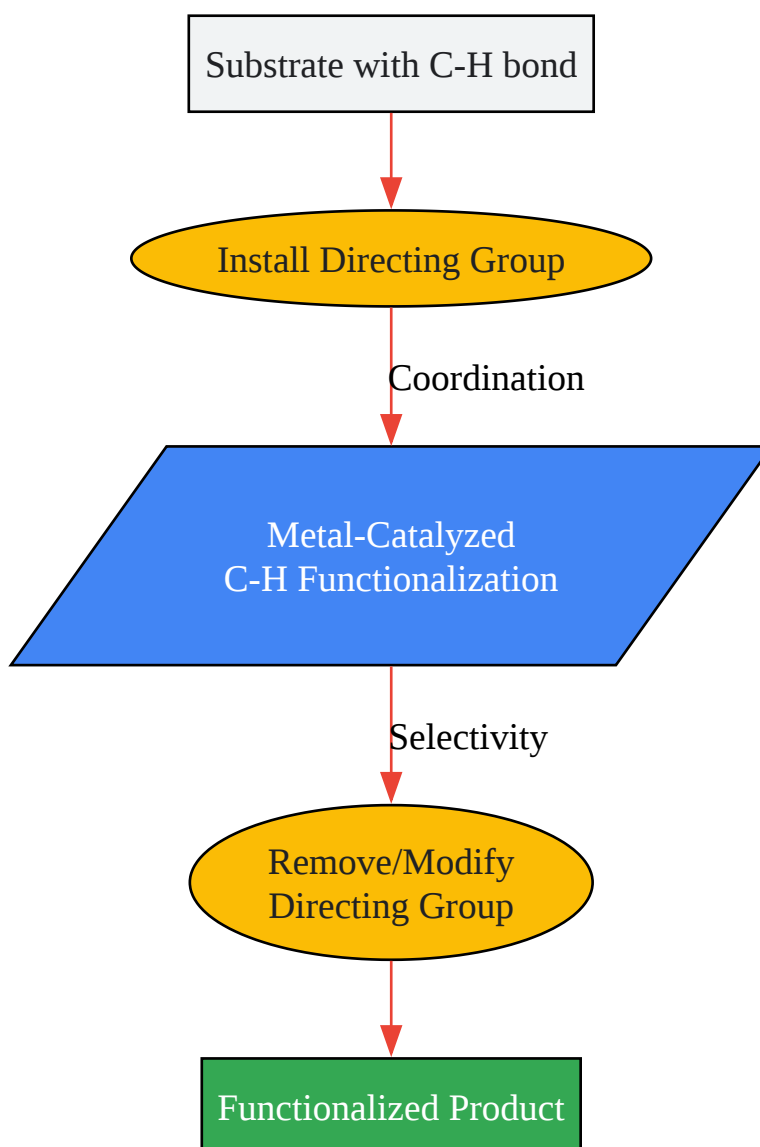 Substrate with C-H bond
Install Directing Group
Coordination
Metal-Catalyzed
C-H Functionalization
Selectivity
Remove/Modify
Directing Group
Functionalized Product